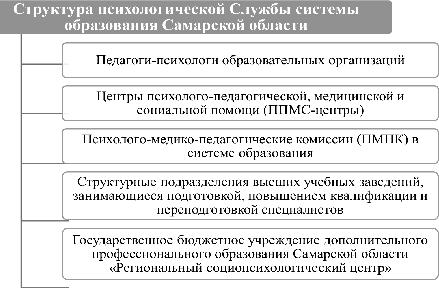 Структура психологической Службы системы
образования Самарской области
Педагоги-психологи образовательных организаций
Центры психолого-педагогической, медицинской и
социальной помощи (ППМС-центры)
Психолого-медико-педагогические комиссии (ПМПК) в
системе образования
Структурные подразделения высших учебных заведений,
занимающиеся подготовкой, повышением квалификации и
переподготовкой специалистов
Государственное бюджетное учреждение дополнительного
профессионального образования Самарской области
«Региональный социопсихологический центр»